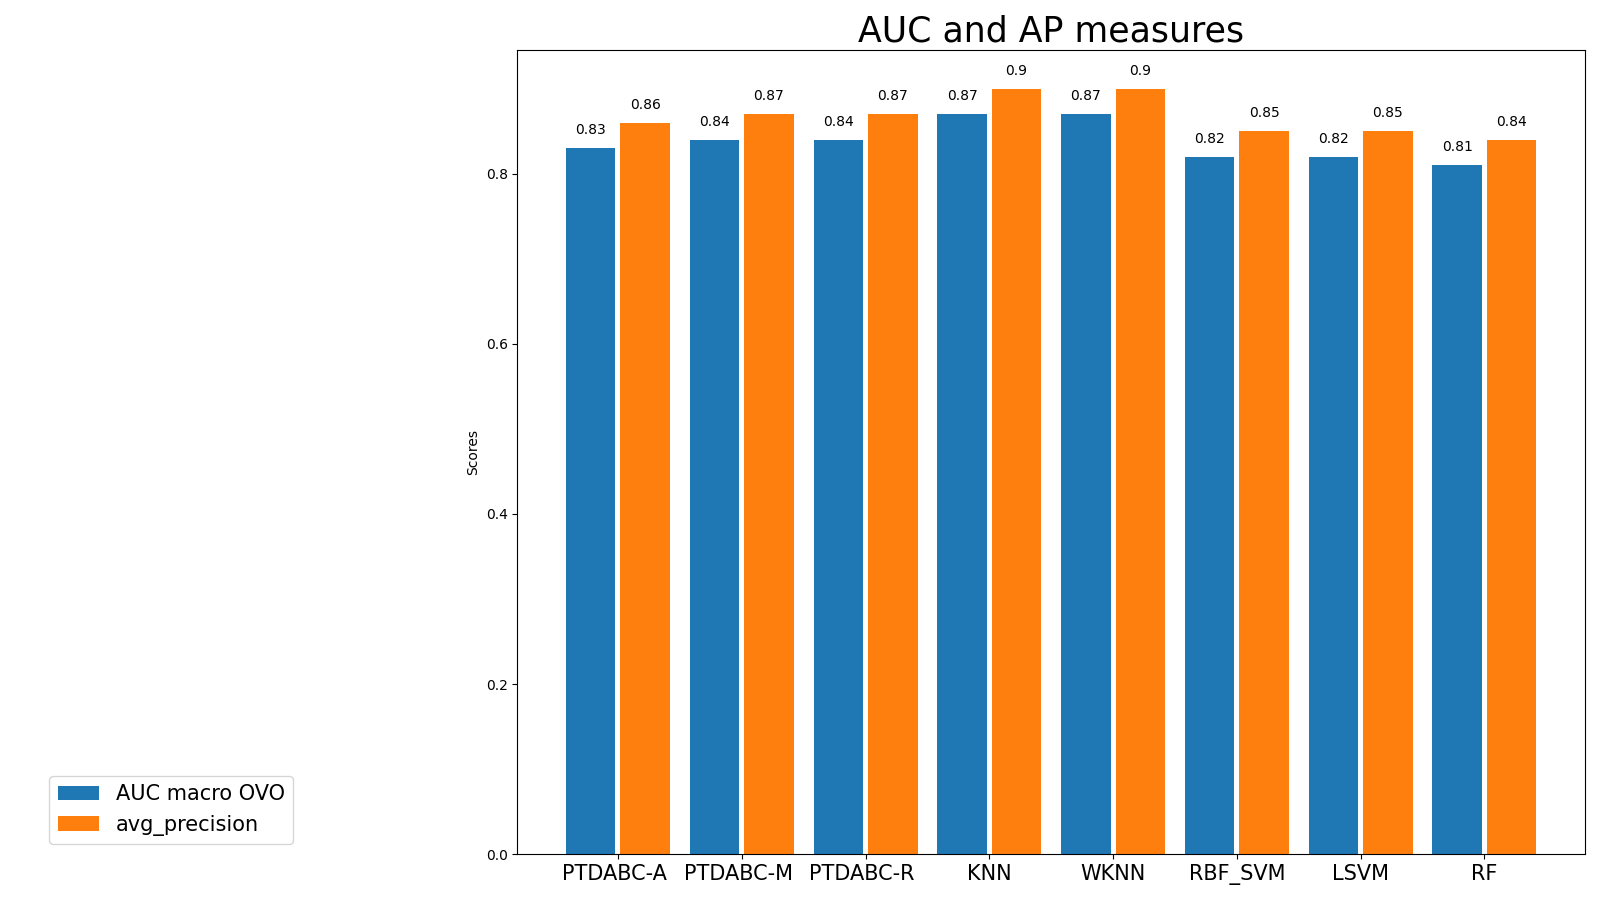 AUC and AP measures
0.83 0.86 0.84 0.87 0.84 0.87 0.87 0.9 0.87 0.9 0.82 0.85 0.82 0.85 0.81 0.84
0.8
0.6
Scores
0.4
0.2
0.0
PTDABC-A PTDABC-M PTDABC-R KNN WKNN RBF_SVM LSVM RF
AUC macro OVO
avg_precision